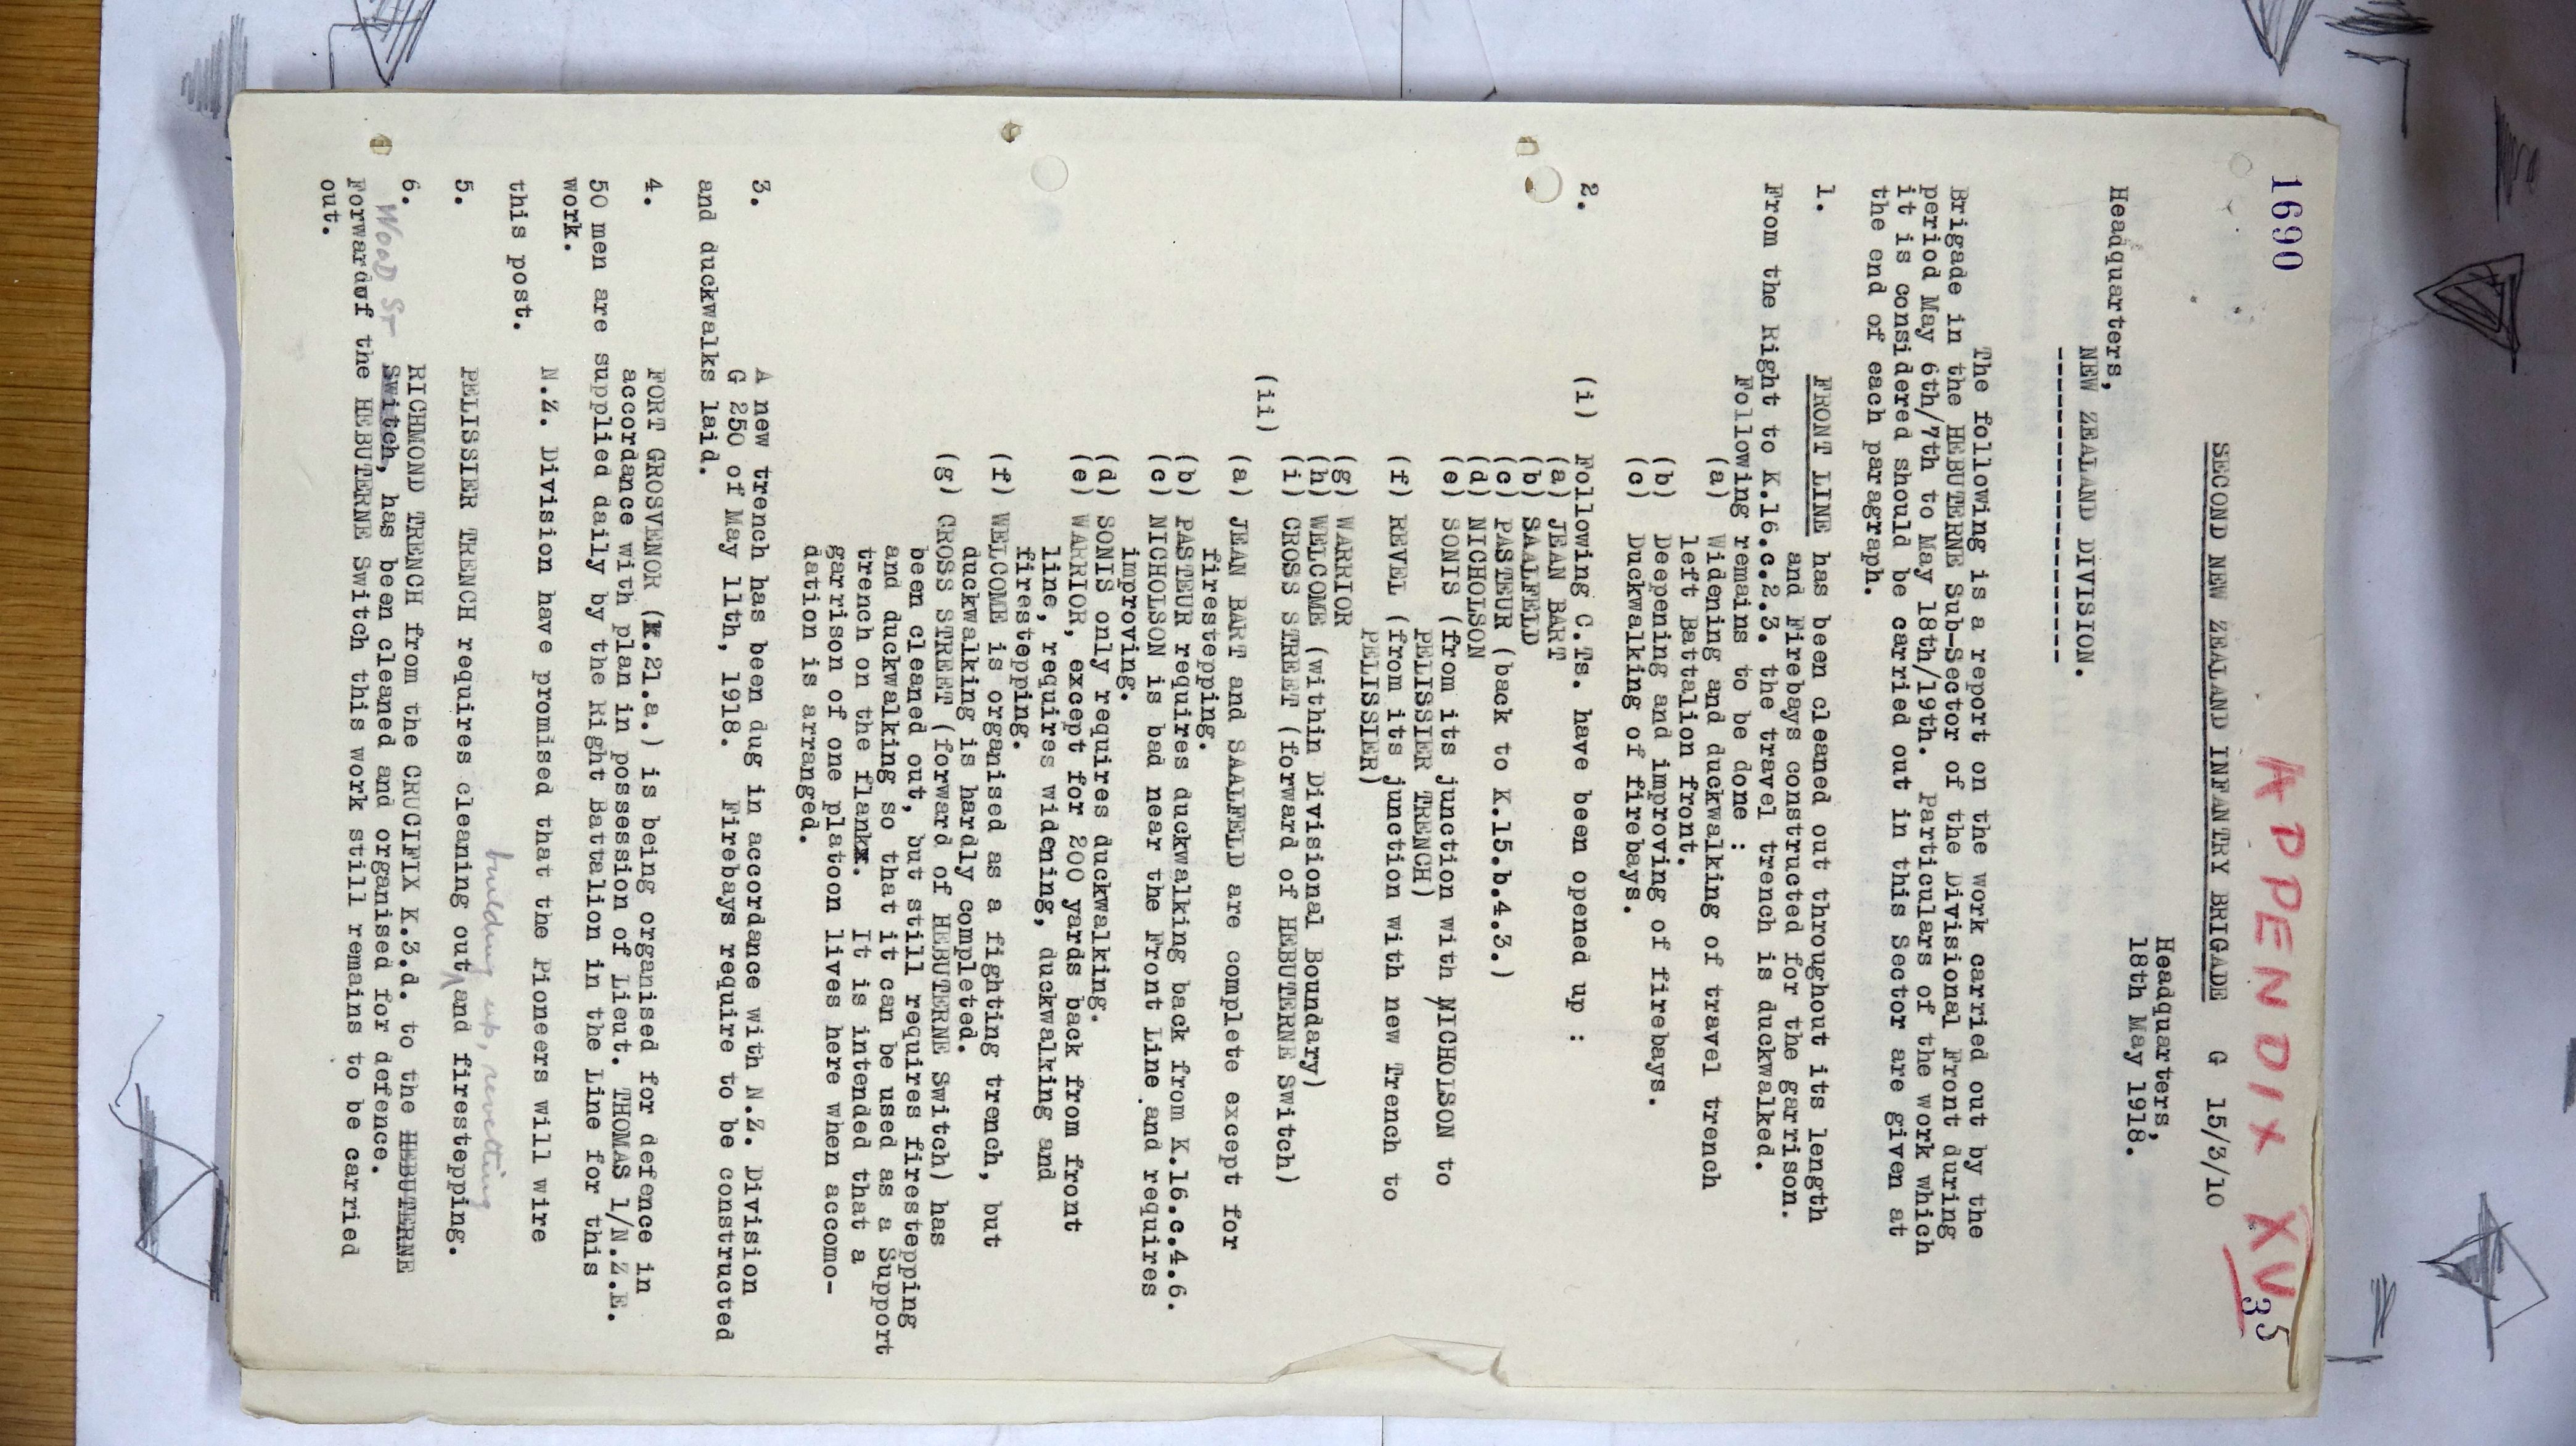 1690
APPENDIX XV
35
SECOND NEW ZEALAND INFANTRY BRIGADE G 15/3/10
Headquarters,
18th May 1918.
Headquarters,
NEW ZEALAND DIVISION.
----------------------
The following is a report on the work carried out by the
Brigade in the HEBUTERNE Sub-Sector of the Divisional Front during
period May 6th/7th to May 18th/19th. Particulars of the work which
it is considered should be carried out in this Sector are given at
the end of each paragraph.
1. FRONT LINE has been cleaned out throughout its length
and Firebays constructed for the garrison.
From the Right to K.16.c.2.3. the travel trench is duckwalked.
Following remains to be done :
(a) Widening and duckwalking of travel trench
left Battalion front.
(b) Deepening and improving of firebays.
(c) Duckwalking of firebays.
2. (i) Following C.Ts. have been opened up :
(a) JEAN BART
(b) SAALFELD
(c) PASTEUR (back to K.15.b.4.3.)
(d) NICHOLSON
(e) SONIS (from its junction with NICHOLSON to
PELISSIER TRENCH)
(f) REVEL (from its junction with new Trench to
PELISSIER)
(g) WARRIOR
(h) WELCOME (within Divisional Boundary)
(i) CROSS STREET (forward of HEBUTERNE Switch)
(ii)
(a) JEAN BART and SAALFELD are complete except for
firestepping.
(b) PASTEUR requires duckwalking back from K.16.c.4.6.
(c) NICHOLSON is bad near the Front Line and requires
improving.
(d) SONIS only requires duckwalking.
(e) WARRIOR, except for 200 yards back from front
line, requires widening, duckwalking and
firestepping.
(f) WELCOME is organised as a fighting trench, but
duckwalking is hardly completed.
(g) CROSS STREET (forward of HEBUTERNE Switch) has
been cleaned out, but still requires firestepping
and duckwalking so that it can be used as a Support
trench on the flank. It is intended that a
garrison of one platoon lives here when accomo-
dation is arranged.
3. A new trench has been dug in accordance with N.Z. Division
G 250 of May 11th, 1918. Firebays require to be constructed
and duckwalks laid.
4. FORT GROSVENOR (K.21.a.) is being organised for defence in
accordance with plan in possession of Lieut. THOMAS 1/N.Z.E.
50 men are supplied daily by the Right Battalion in the Line for this
work.
N.Z. Division have promised that the Pioneers will wire
this post.
building up, revetting
5. PELISSIER TRENCH requires cleaning out and firestepping.
6. RICHMOND TRENCH from the CRUCIFIX K.3.d. to the HEBUTERNE
Wood St Switch, has been cleaned and organised for defence.
Forward of the HEBUTERNE Switch this work still remains to be carried
out.